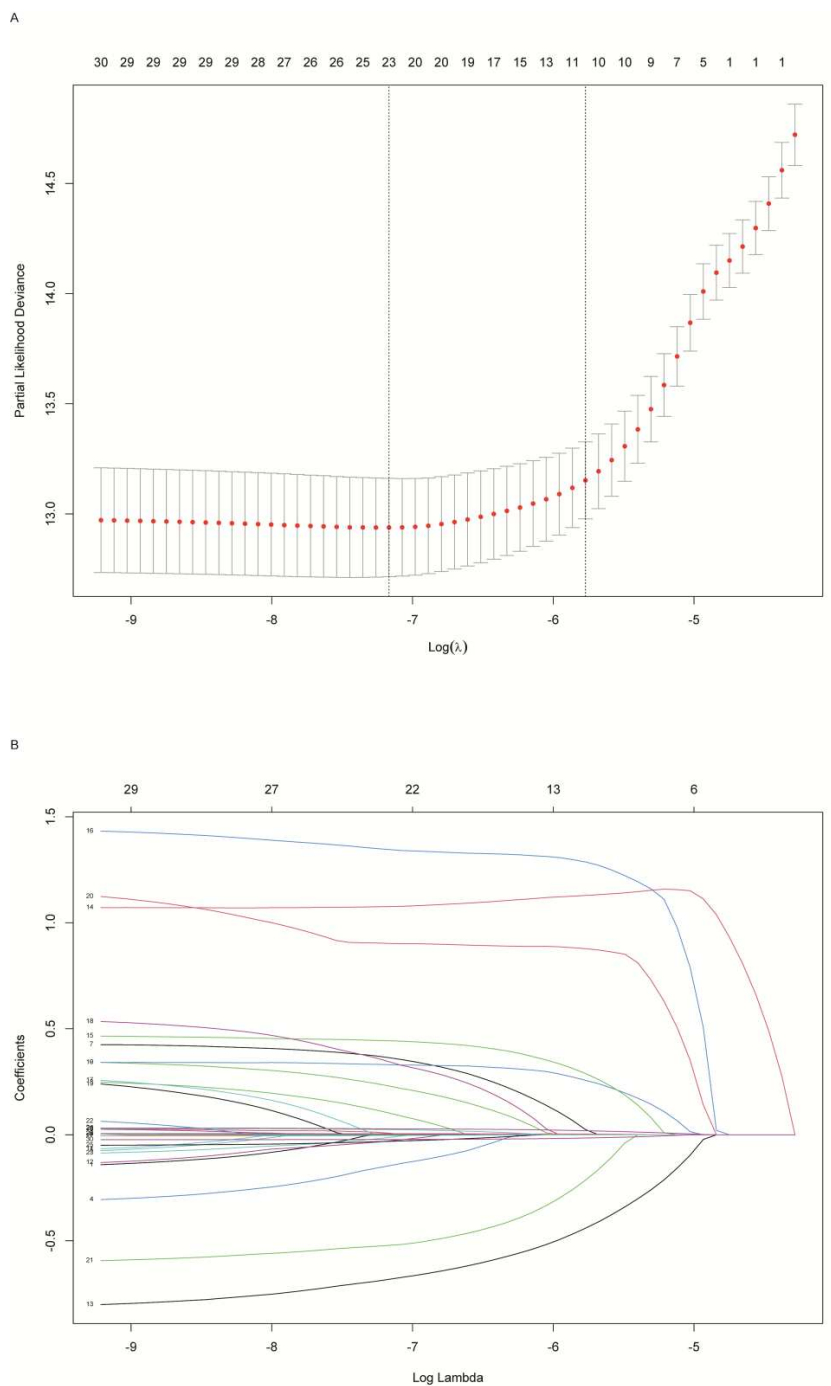 A
30 29 29 29 29 29 28 27 26 26 25 23 20 20 19 17 15 13 11 10 10 9 7 5 1 1 1
14.5
14.0
13.5
13.0
Partial Likelihood Deviance
-9 -8 -7 -6 -5
Log(λ)
B
29 27 22 13 6
1.5
1.0
0.5
0.0
-0.5
Coefficients
16
20
14
18
15
7
22
12
1
4
21
13
-9 -8 -7 -6 -5
Log Lambda